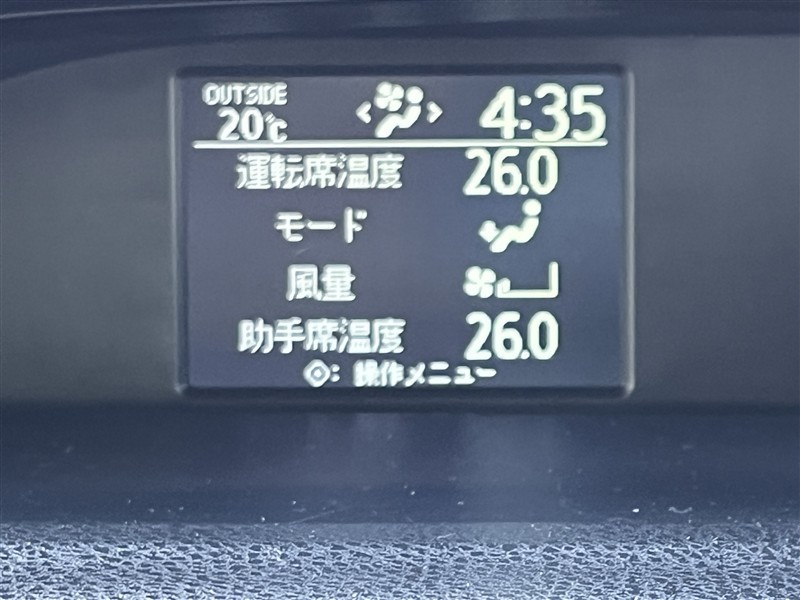 OUTSIDE
20℃ 4:35
運転席温度 26.0
モード
風量
助手席温度 26.0
: 操作メニュー